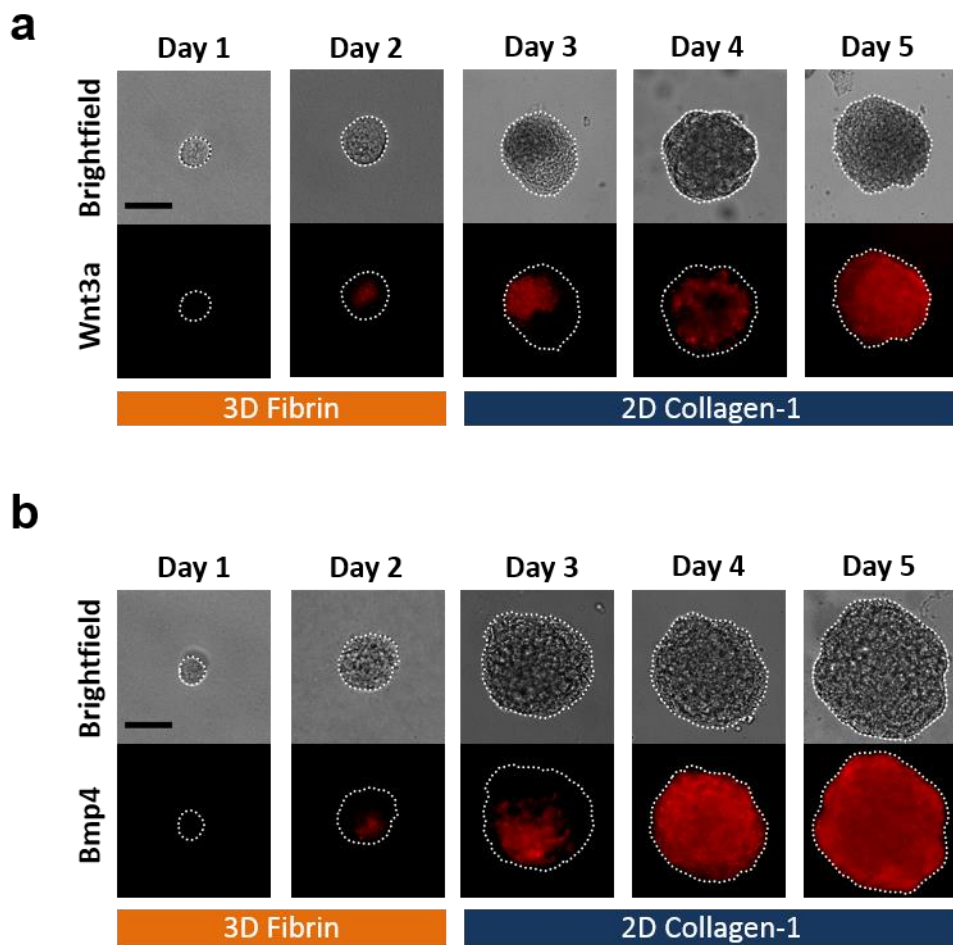 a
Day 1 Day 2 Day 3 Day 4 Day 5
Brightfield
Wnt3a
3D Fibrin 2D Collagen-1
b
Day 1 Day 2 Day 3 Day 4 Day 5
Brightfield
Bmp4
3D Fibrin 2D Collagen-1